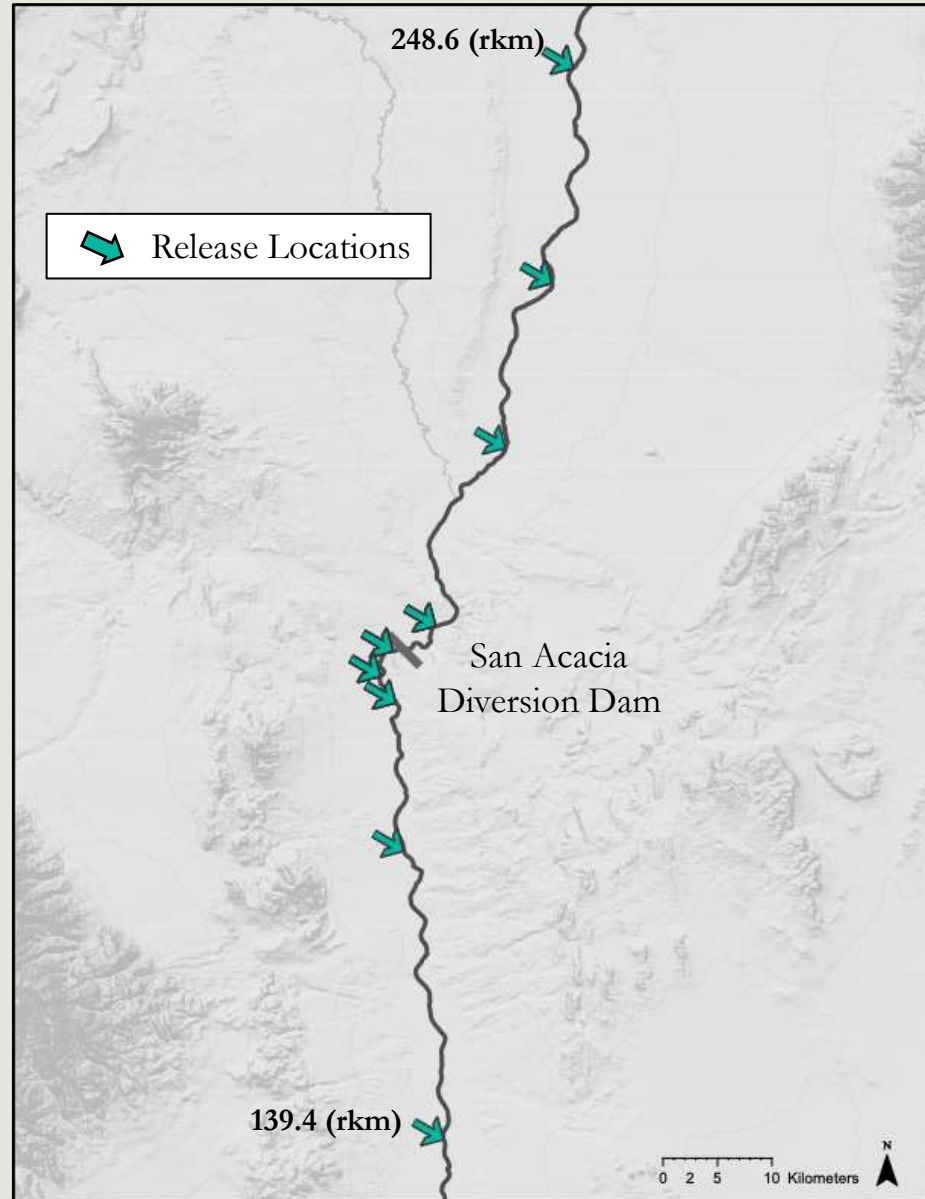 248.6 (rkm)
Release Locations
San Acacia
Diversion Dam
139.4 (rkm)
N
0 2 5 10 Kilometers